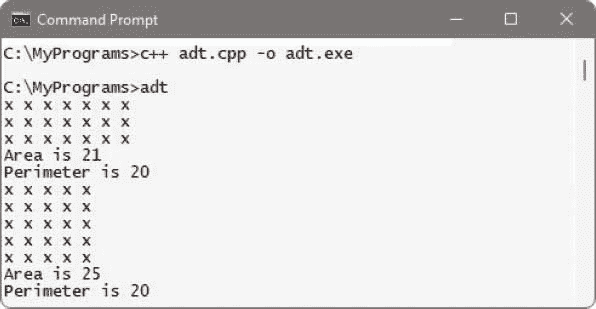 Command Prompt
C:\MyPrograms>c++ adt.cpp -o adt.exe
C:\MyPrograms>adt
x x x x x x x
x x x x x x x
x x x x x x x
Area is 21
Perimeter is 20
x x x x x
x x x x x
x x x x x
x x x x x
x x x x x
Area is 25
Perimeter is 20